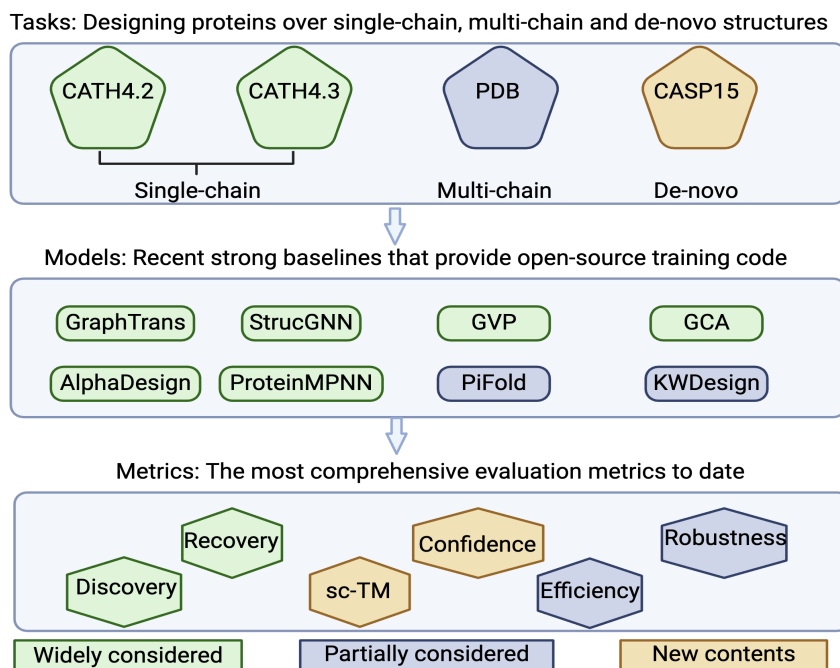 Tasks: Designing proteins over single-chain, multi-chain and de-novo structures
CATH4.2 CATH4.3 PDB CASP15
Single-chain Multi-chain De-novo
Models: Recent strong baselines that provide open-source training code
GraphTrans StrucGNN GVP GCA
AlphaDesign ProteinMPNN PiFold KWDesign
Metrics: The most comprehensive evaluation metrics to date
Recovery Confidence Robustness
Discovery sc-TM Efficiency
Widely considered Partially considered New contents